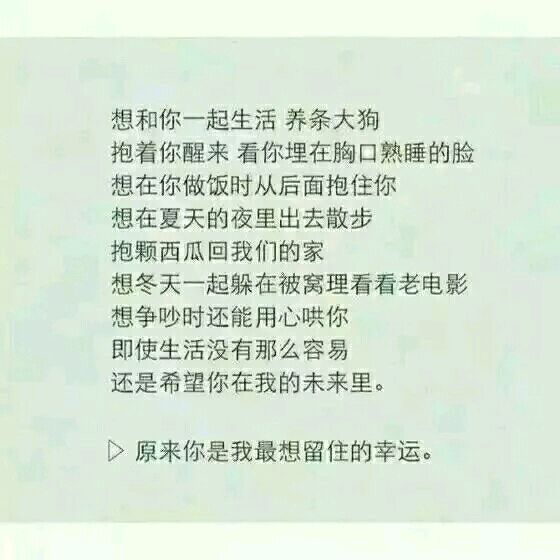 想和你一起生活 养条大狗
抱着你醒来 看你埋在胸口熟睡的脸
想在你做饭时从后面抱住你
想在夏天的夜里出去散步
抱颗西瓜回我们的家
想冬天一起躲在被窝理看看老电影
想争吵时还能用心哄你
即使生活没有那么容易
还是希望你在我的未来里。
▷ 原来你是我最想留住的幸运。